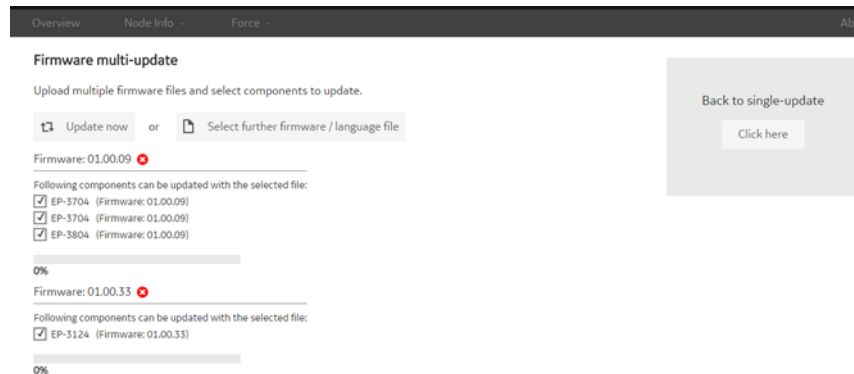 Overview Node Info Force
Firmware multi-update
Upload multiple firmware files and select components to update.
Update now or Select further firmware / language file
Firmware: 01.00.09
Following components can be updated with the selected file:
EP-3704 (Firmware: 01.00.09)
EP-3704 (Firmware: 01.00.09)
EP-3804 (Firmware: 01.00.09)
0%
Firmware: 01.00.33
Following components can be updated with the selected file:
EP-3124 (Firmware: 01.00.33)
0%
Back to single-update
Click here